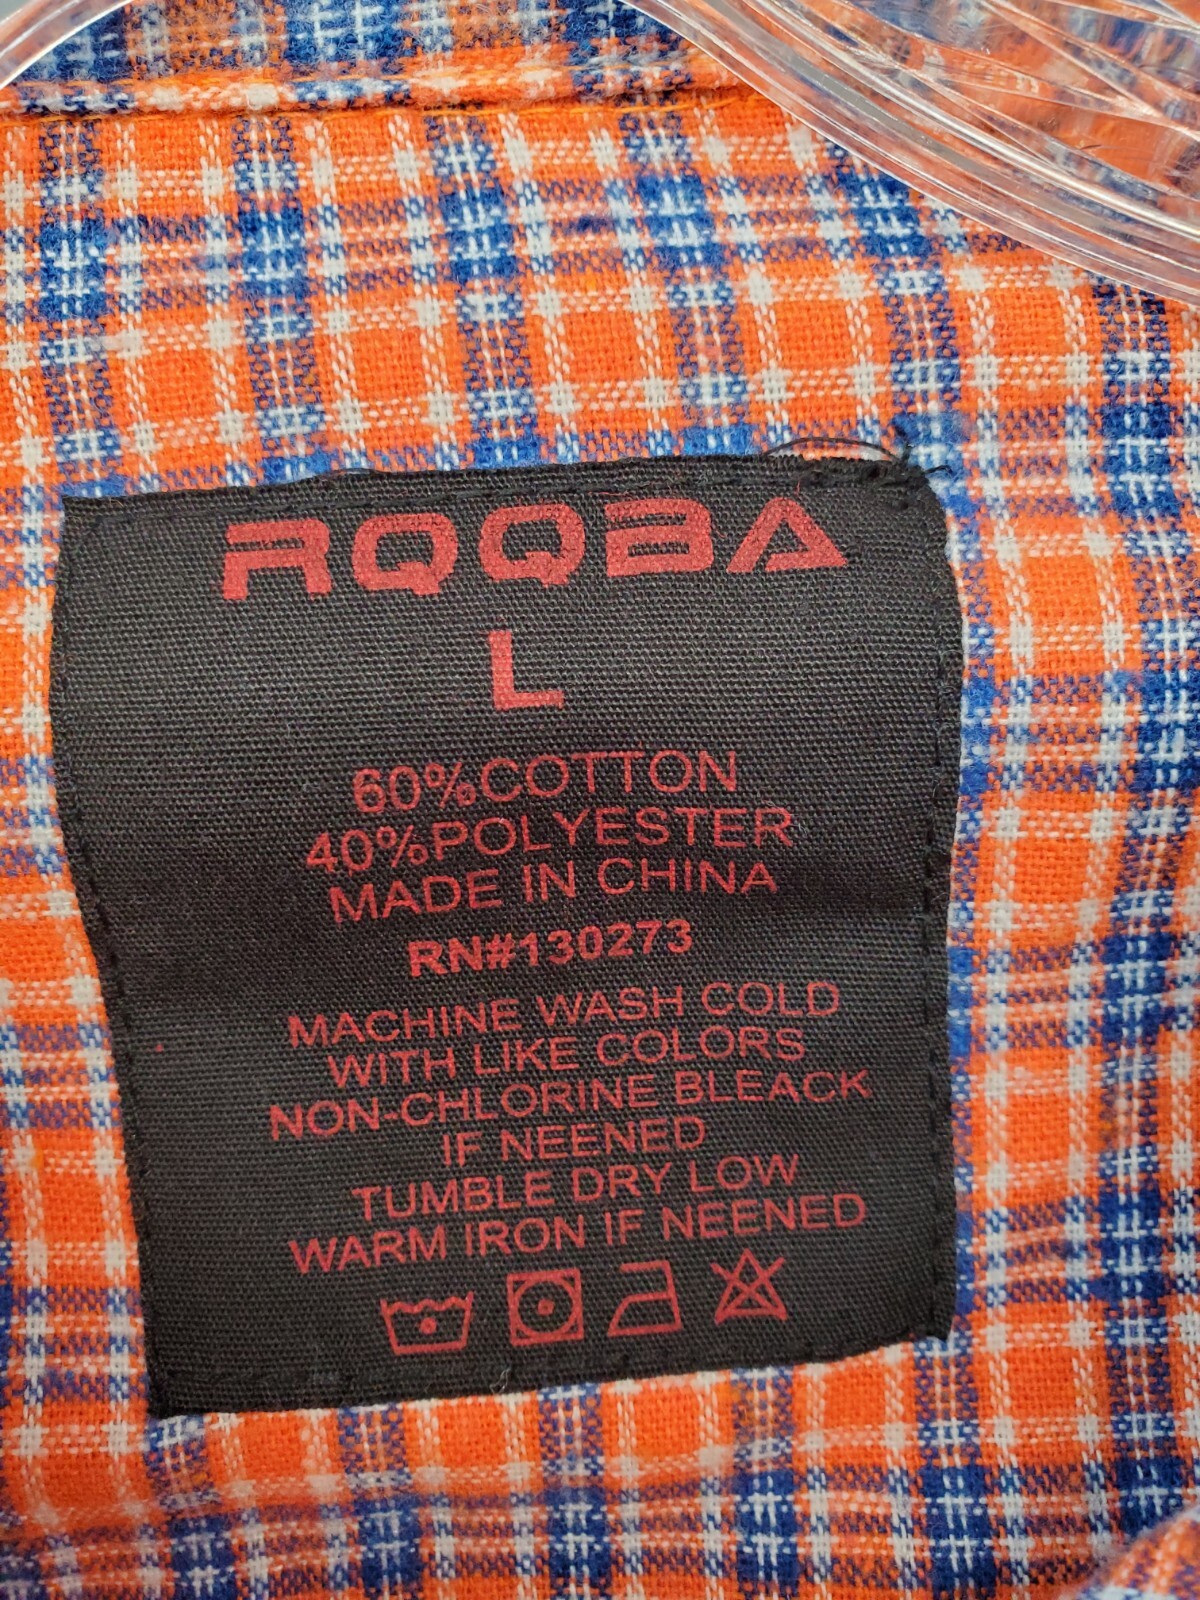 RQQBA
L
60%COTTON
40%POLYESTER
MADE IN CHINA
RN#130273
MACHINE WASH COLD
WITH LIKE COLORS
NON-CHLORINE BLEACK
IF NEENED
TUMBLE DRY LOW
WARM IRON IF NEENED